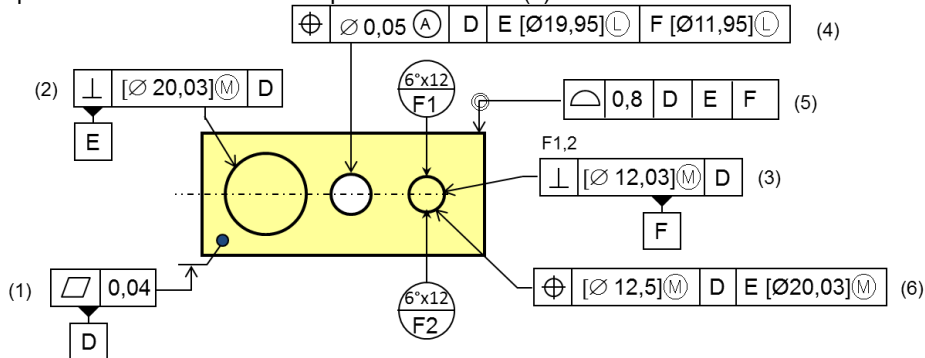 ⌖ ⌀ 0,05 Ⓐ D E [Ø19,95]Ⓛ F [Ø11,95]Ⓛ (4)
(2) ⟂ [∅ 20,03]Ⓜ D
E
6°x12
F1
⌓ 0,8 D E F (5)
F1,2
⟂ [∅ 12,03]Ⓜ D (3)
F
(1) ⏥ 0,04
D
6°x12
F2
⌖ [∅ 12,5]Ⓜ D E [Ø20,03]Ⓜ (6)